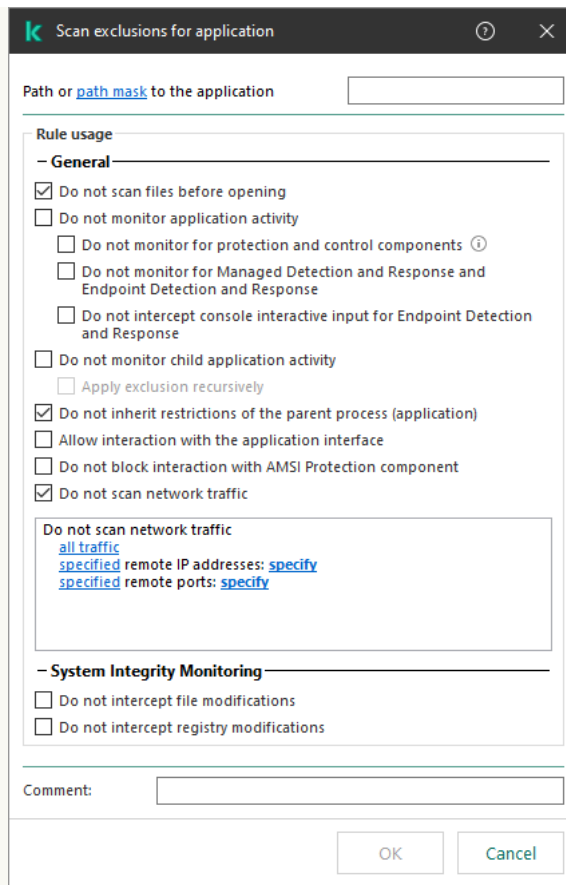 Scan exclusions for application
Path or path mask to the application
Rule usage
General
Do not scan files before opening
Do not monitor application activity
Do not monitor for protection and control components
Do not monitor for Managed Detection and Response and
Endpoint Detection and Response
Do not intercept console interactive input for Endpoint Detection
and Response
Do not monitor child application activity
Apply exclusion recursively
Do not inherit restrictions of the parent process (application)
Allow interaction with the application interface
Do not block interaction with AMSI Protection component
Do not scan network traffic
Do not scan network traffic
all traffic
specified remote IP addresses: specify
specified remote ports: specify
System Integrity Monitoring
Do not intercept file modifications
Do not intercept registry modifications
Comment:
OK
Cancel